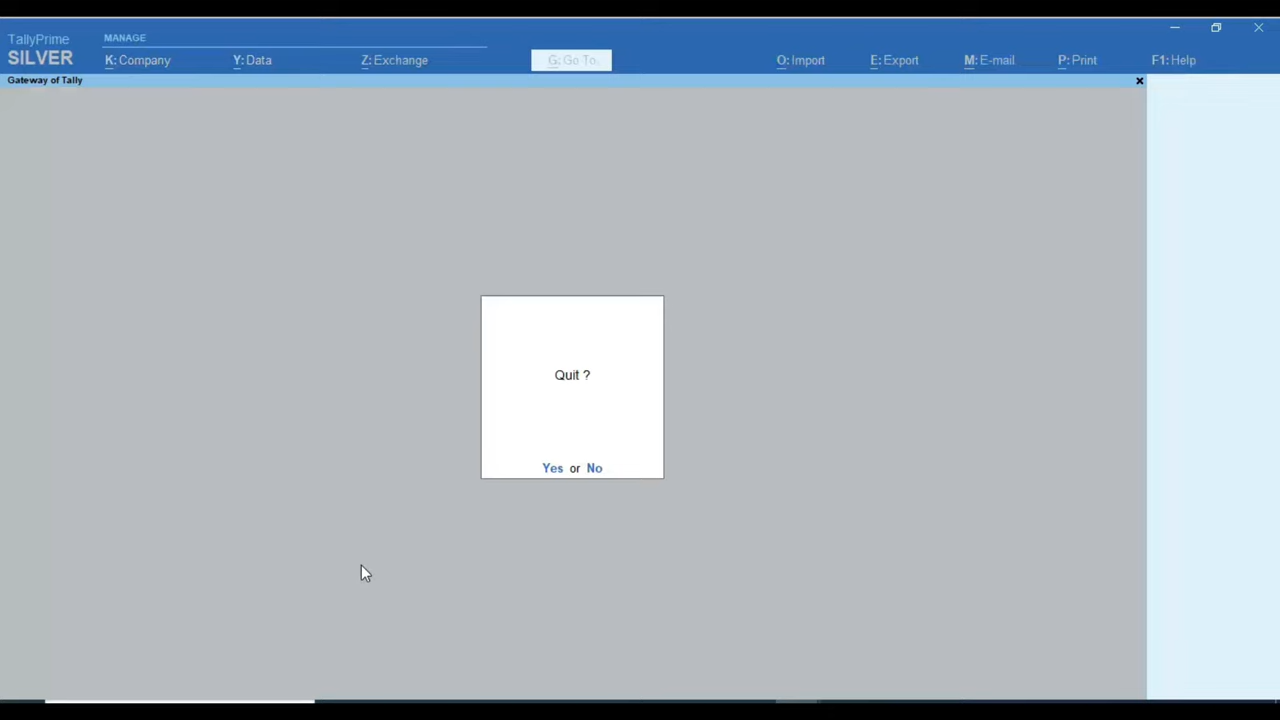 TallyPrime
SILVER
MANAGE
K: Company
Y: Data
Z: Exchange
G: Go To
O: Import
E: Export
M: E-mail
P: Print
F1: Help
Gateway of Tally
Quit ?
Yes or No